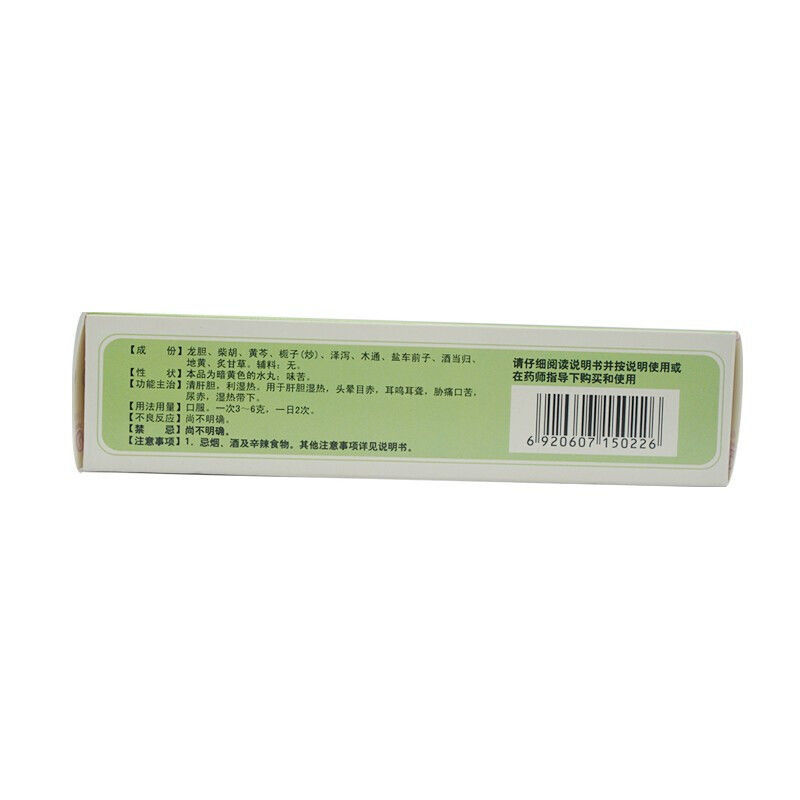 【成　份】龙胆、柴胡、黄芩、栀子(炒)、泽泻、木通、盐车前子、酒当归、
地黄、炙甘草。辅料：无。
【性　状】本品为暗黄色的水丸；味苦。
【功能主治】清肝胆，利湿热。用于肝胆湿热，头晕目赤，耳鸣耳聋，胁痛口苦，
尿赤，湿热带下。
【用法用量】口服。一次3～6克，一日2次。
【不良反应】尚不明确。
【禁　忌】尚不明确。
【注意事项】1. 忌烟、酒及辛辣食物。其他注意事项详见说明书。
请仔细阅读说明书并按说明使用或
在药师指导下购买和使用
6 920607 150226